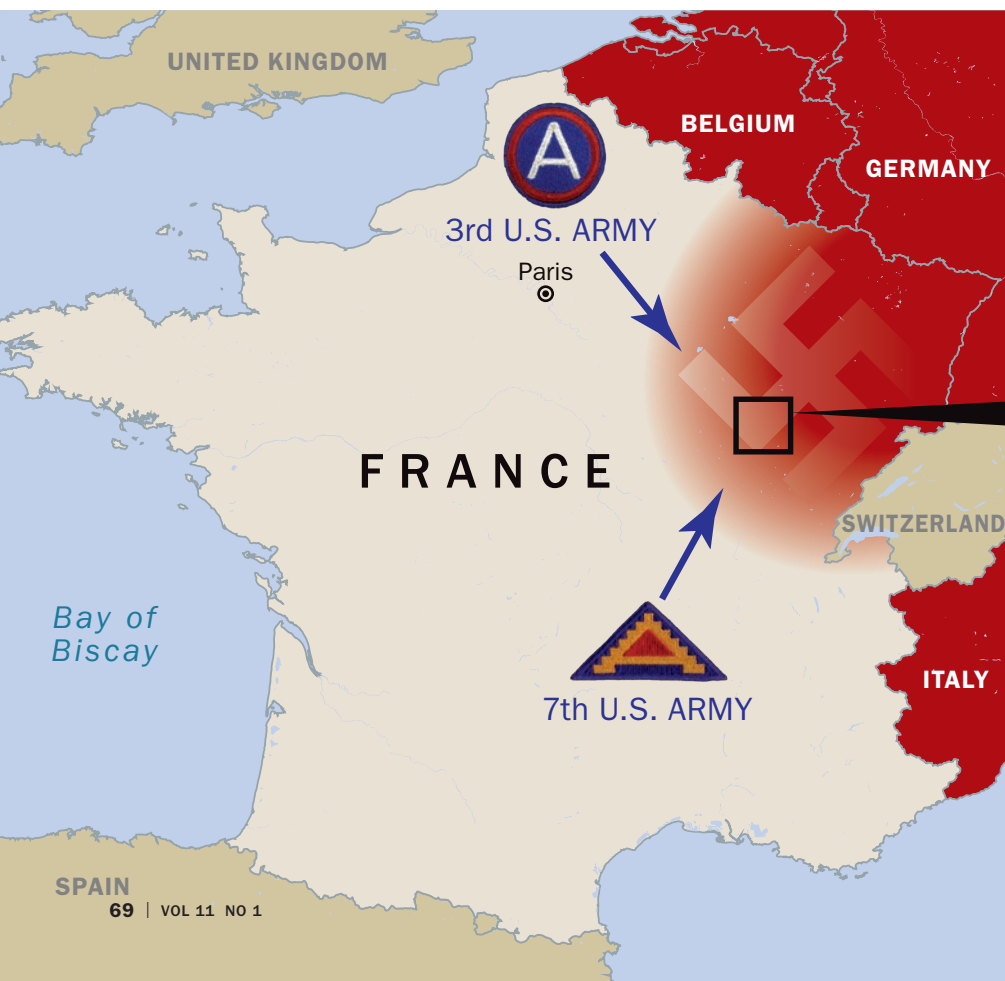 UNITED KINGDOM
BELGIUM
GERMANY
A
3rd U.S. ARMY
Paris
FRANCE
SWITZERLAND
Bay of
Biscay
ITALY
7th U.S. ARMY
SPAIN
69 | VOL 11 NO 1